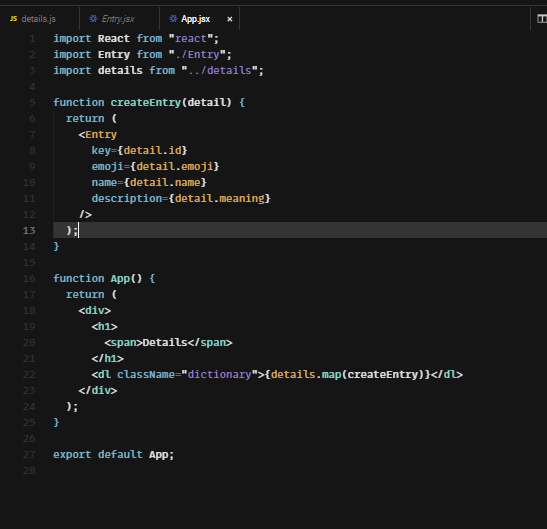 JS details.js Entry.jsx App.jsx ×
1 import React from "react";
2 import Entry from "./Entry";
3 import details from "../details";
4
5 function createEntry(detail) {
6   return (
7     <Entry
8       key={detail.id}
9       emoji={detail.emoji}
10       name={detail.name}
11       description={detail.meaning}
12     />
13   );
14 }
15
16 function App() {
17   return (
18     <div>
19       <h1>
20         <span>Details</span>
21       </h1>
22       <dl className="dictionary">{details.map(createEntry)}</dl>
23     </div>
24   );
25 }
26
27 export default App;
28